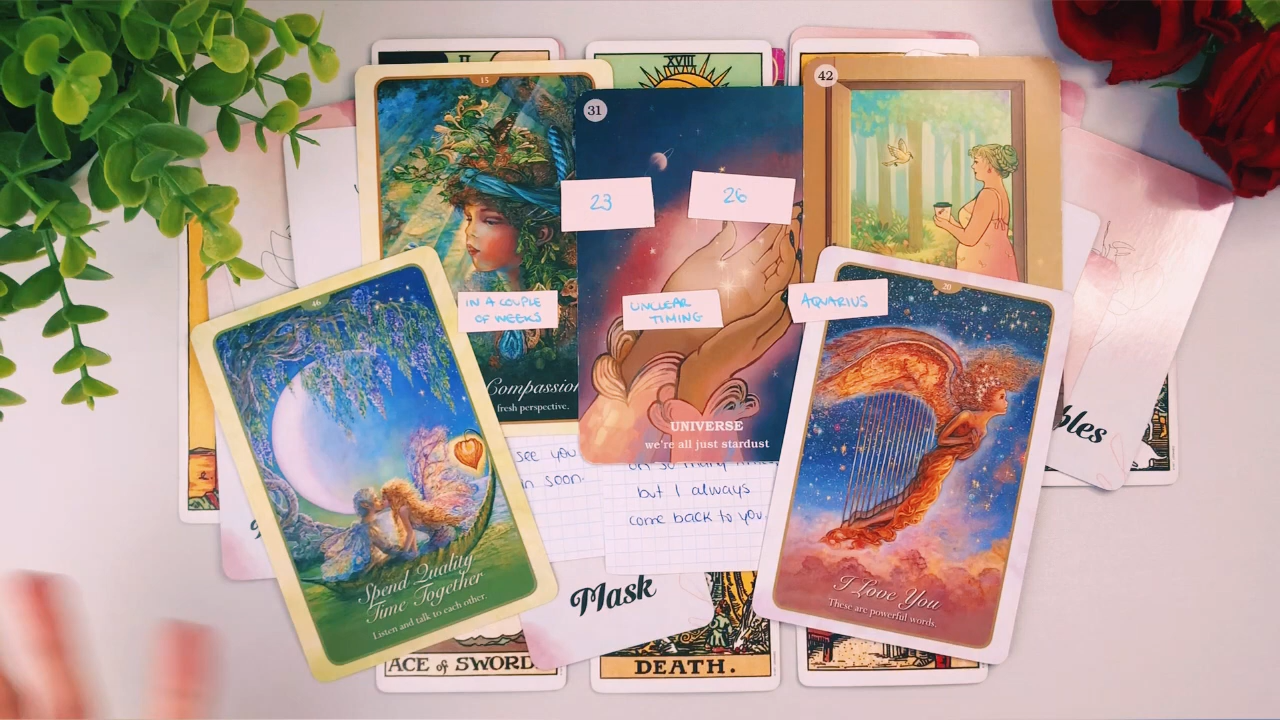 II
XVIII
15
31
42
23
26
46
20
IN A COUPLE
OF WEEKS
UNCLEAR
TIMING
AQUARIUS
Compassion
fresh perspective.
UNIVERSE
we're all just stardust
see you
soon.
but I always
come back to you.
Spend Quality
Time Together
Listen and talk to each other.
I Love You
These are powerful words.
Mask
ACE of SWORDS.
DEATH.